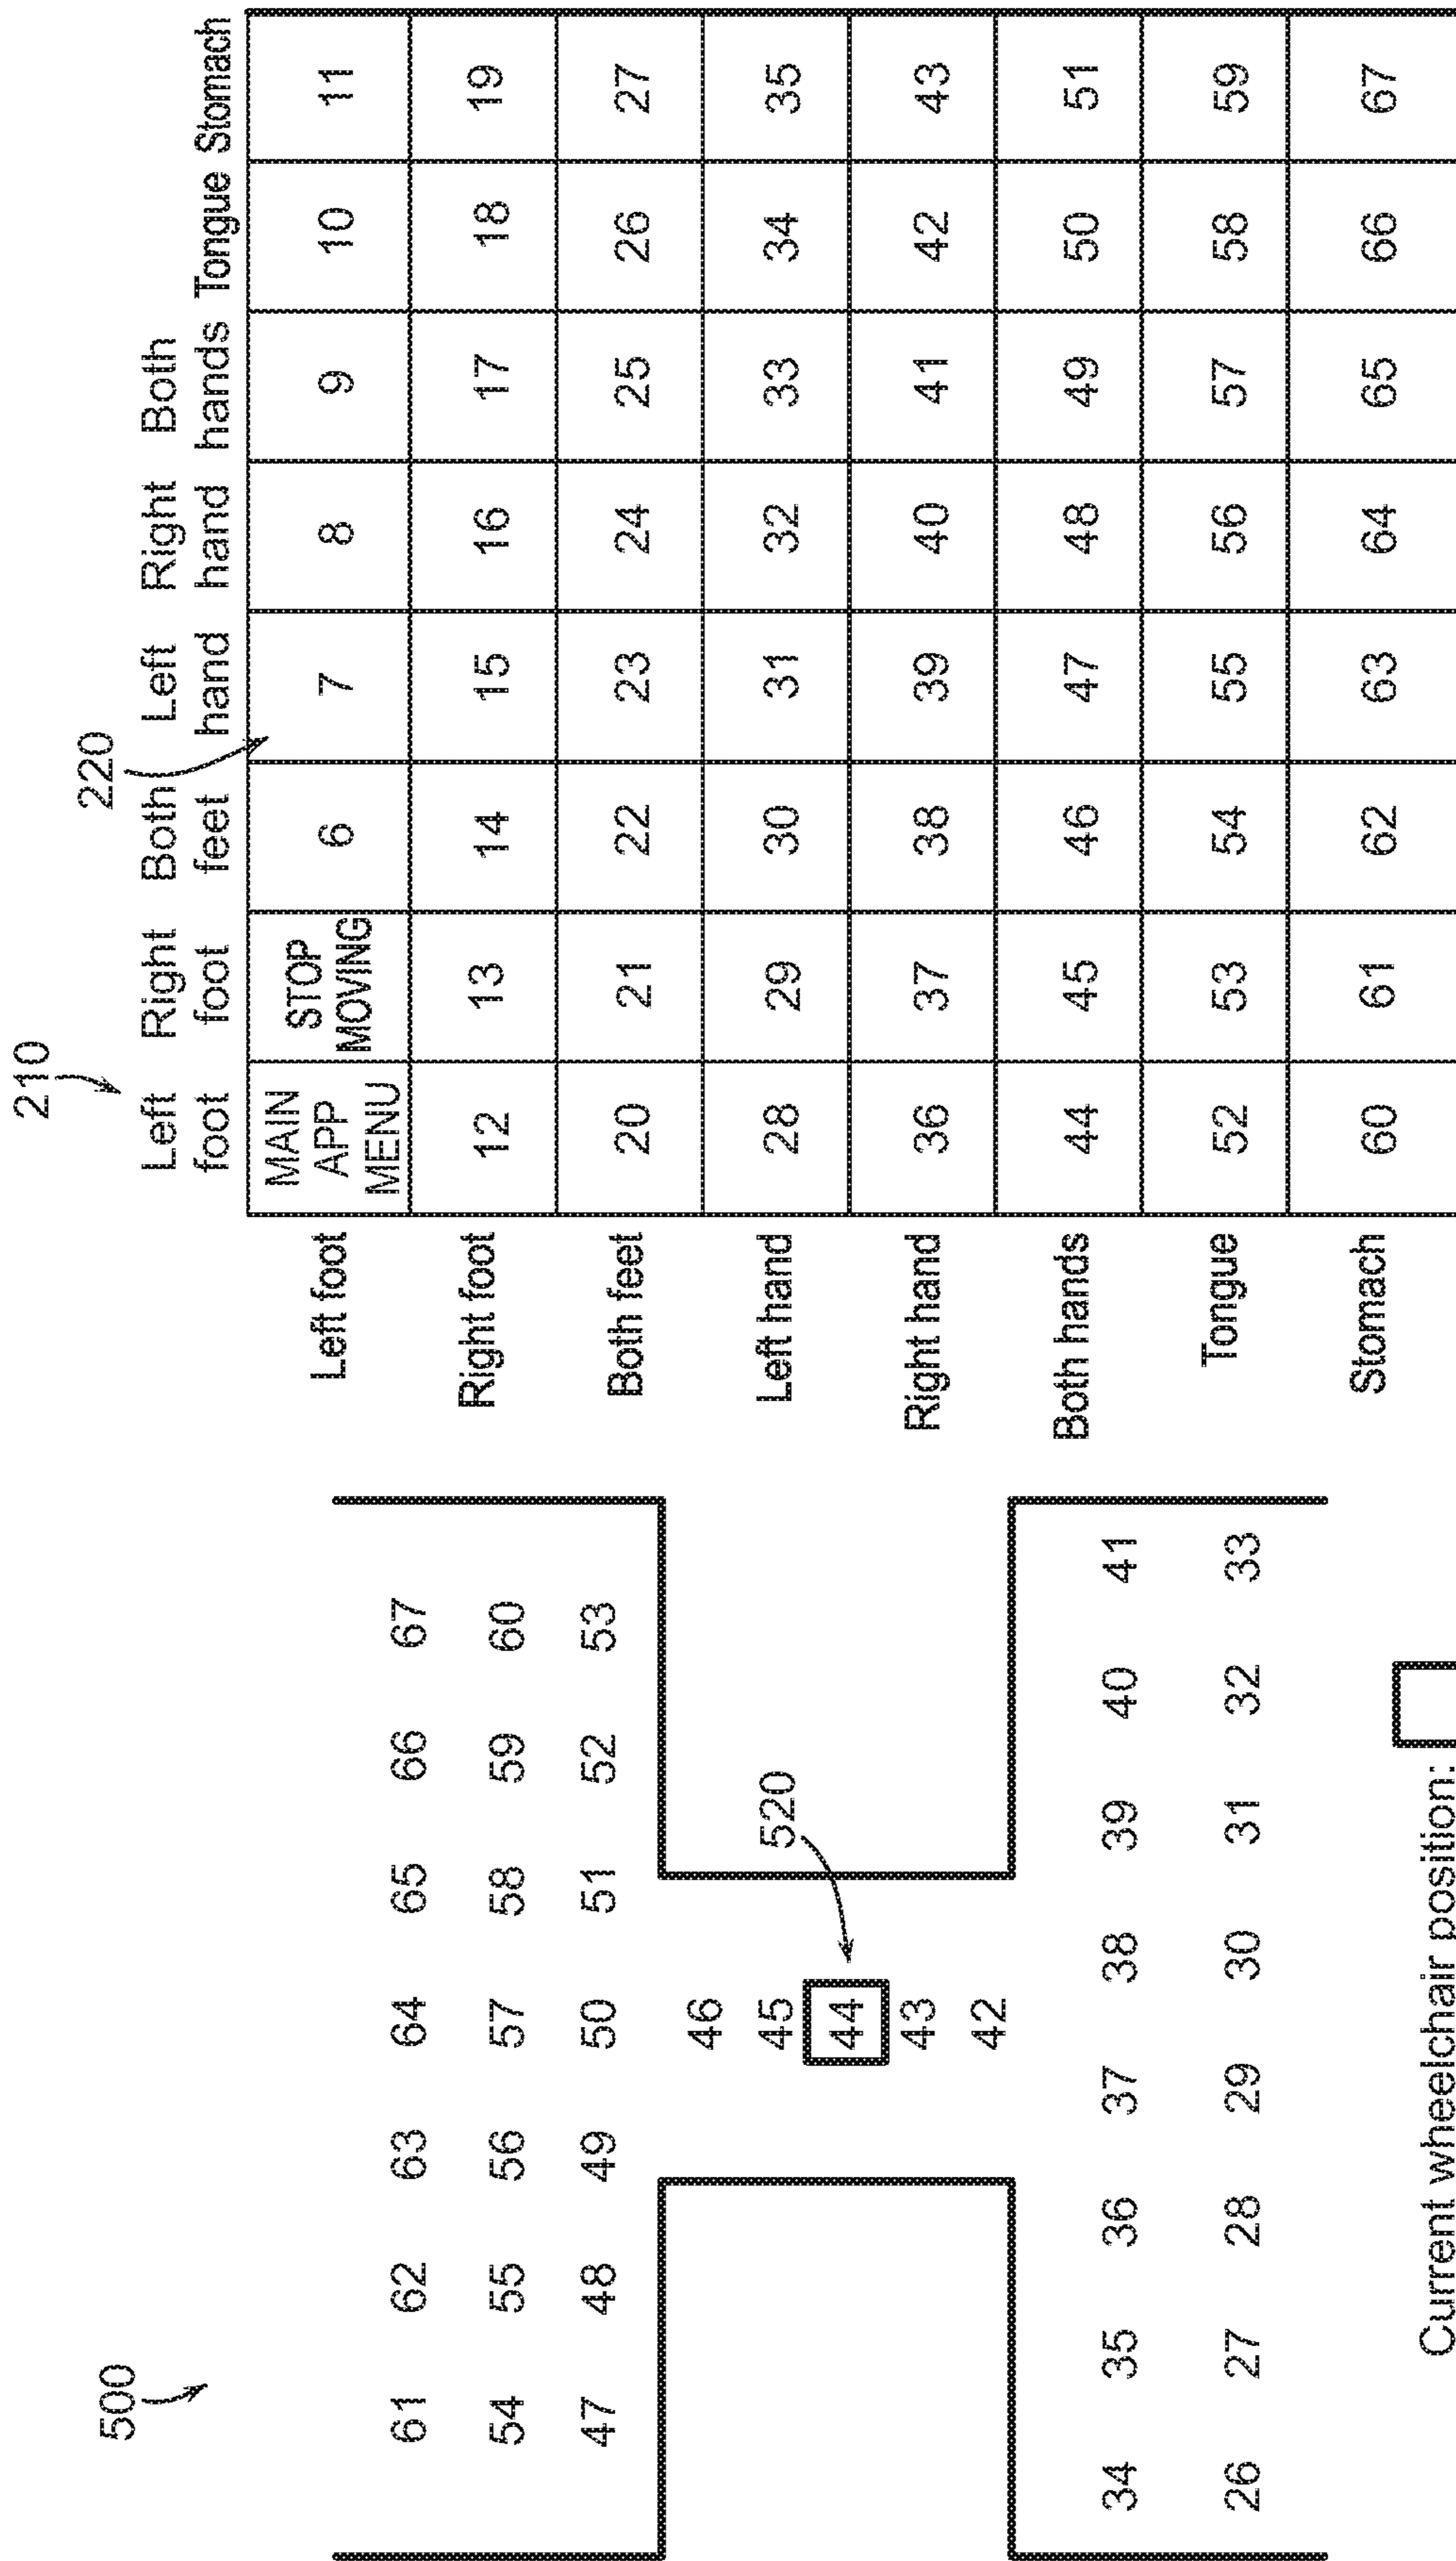 500
61 62 63 64 65 66 67
54 55 56 57 58 59 60
47 48 49 50 51 52 53
46
45
520
44
43
42
34 35 36 37 38 39 40 41
26 27 28 29 30 31 32 33
Current wheelchair position:
210
220
Left foot Right foot Both feet Left hand Right hand Both hands Tongue Stomach
Left foot MAIN APP MENU STOP MOVING 6 7 8 9 10 11
Right foot 12 13 14 15 16 17 18 19
Both feet 20 21 22 23 24 25 26 27
Left hand 28 29 30 31 32 33 34 35
Right hand 36 37 38 39 40 41 42 43
Both hands 44 45 46 47 48 49 50 51
Tongue 52 53 54 55 56 57 58 59
Stomach 60 61 62 63 64 65 66 67